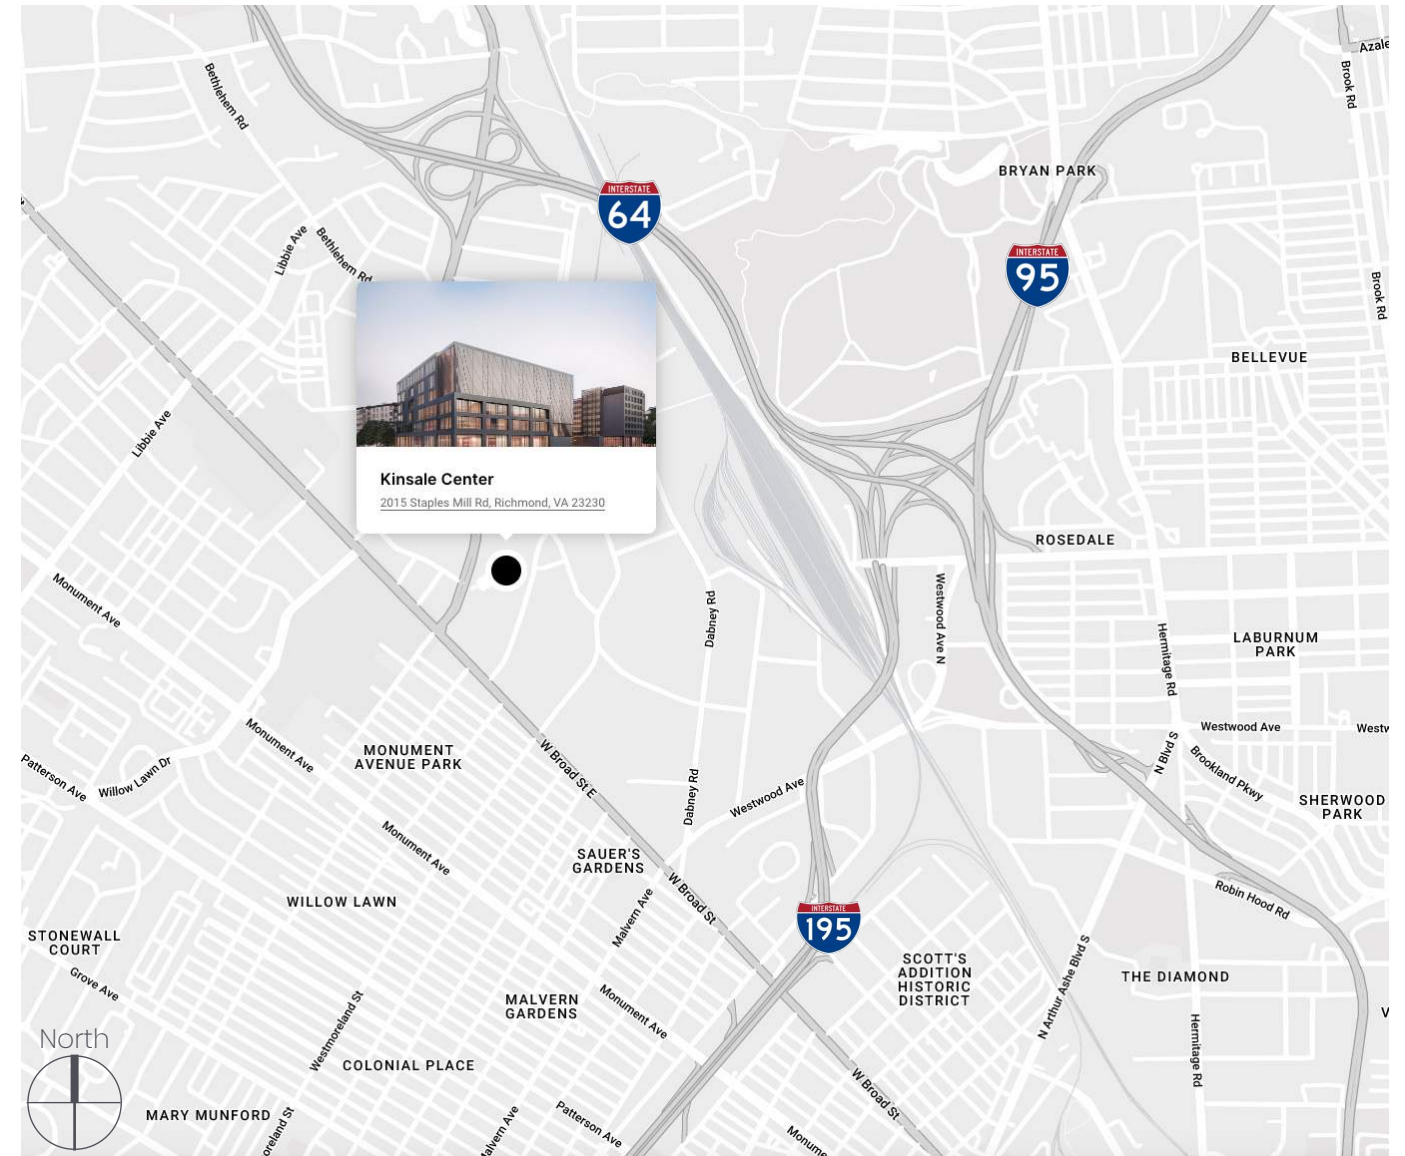 Azale
Bethlehem Rd
Brook Rd
BRYAN PARK
INTERSTATE
64
Libbie Ave
Bethlehem Rd
INTERSTATE
95
Brook Rd
BELLEVUE
Libbie Ave
Kinsale Center
2015 Staples Mill Rd, Richmond, VA 23230
ROSEDALE
Monument Ave
Dabney Rd
Westwood Ave N
Hermitage Rd
LABURNUM
PARK
Monument Ave
Westwood Ave
Westw
MONUMENT
AVENUE PARK
W Broad St E
N Blvd S
Brookland Pkwy
Patterson Ave
Willow Lawn Dr
Dabney Rd
Westwood Ave
SHERWOOD
PARK
Monument Ave
SAUER'S
GARDENS
W Broad St
WILLOW LAWN
Robin Hood Rd
Malvern Ave
INTERSTATE
195
STONEWALL
COURT
SCOTT'S
ADDITION
HISTORIC
DISTRICT
N Arthur Ashe Blvd S
THE DIAMOND
Grove Ave
MALVERN
GARDENS
Monument Ave
V
Westmoreland St
North
Hermitage Rd
COLONIAL PLACE
W Broad St
MARY MUNFORD
oreland St
alvern Ave
Patterson Ave
Monume